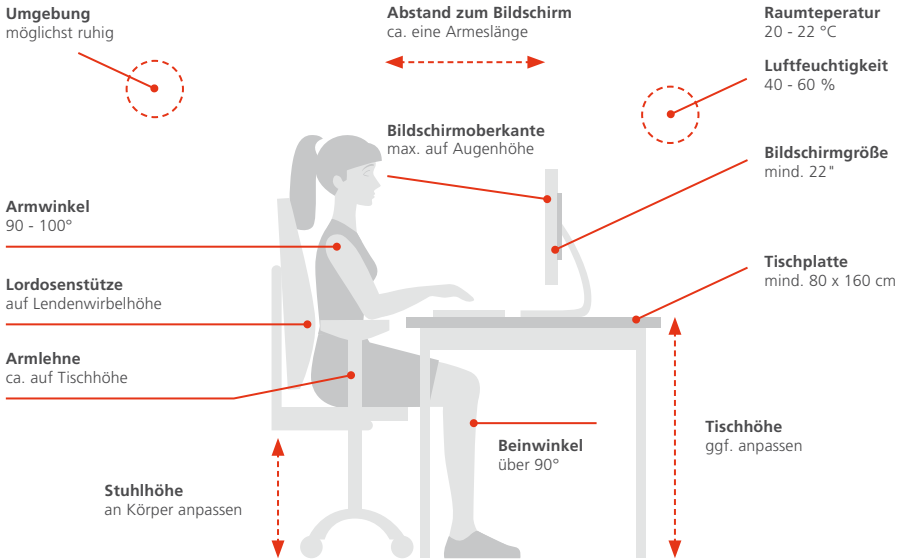 Umgebung
möglichst ruhig
Abstand zum Bildschirm
ca. eine Armeslänge
Raumteperatur
20 - 22 °C
Luftfeuchtigkeit
40 - 60 %
Bildschirmoberkante
max. auf Augenhöhe
Bildschirmgröße
mind. 22"
Armwinkel
90 - 100°
Lordosenstütze
auf Lendenwirbelhöhe
Tischplatte
mind. 80 x 160 cm
Armlehne
ca. auf Tischhöhe
Beinwinkel
über 90°
Tischhöhe
ggf. anpassen
Stuhlhöhe
an Körper anpassen